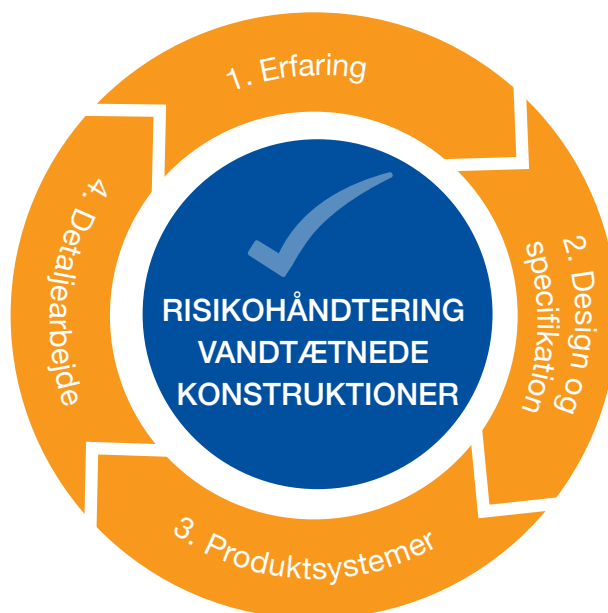 1. Erfaring
2. Design og
specifikation
3. Produktsystemer
4. Detaljearbejde
RISIKOHÅNDTERING
VANDTÆTNEDE
KONSTRUKTIONER